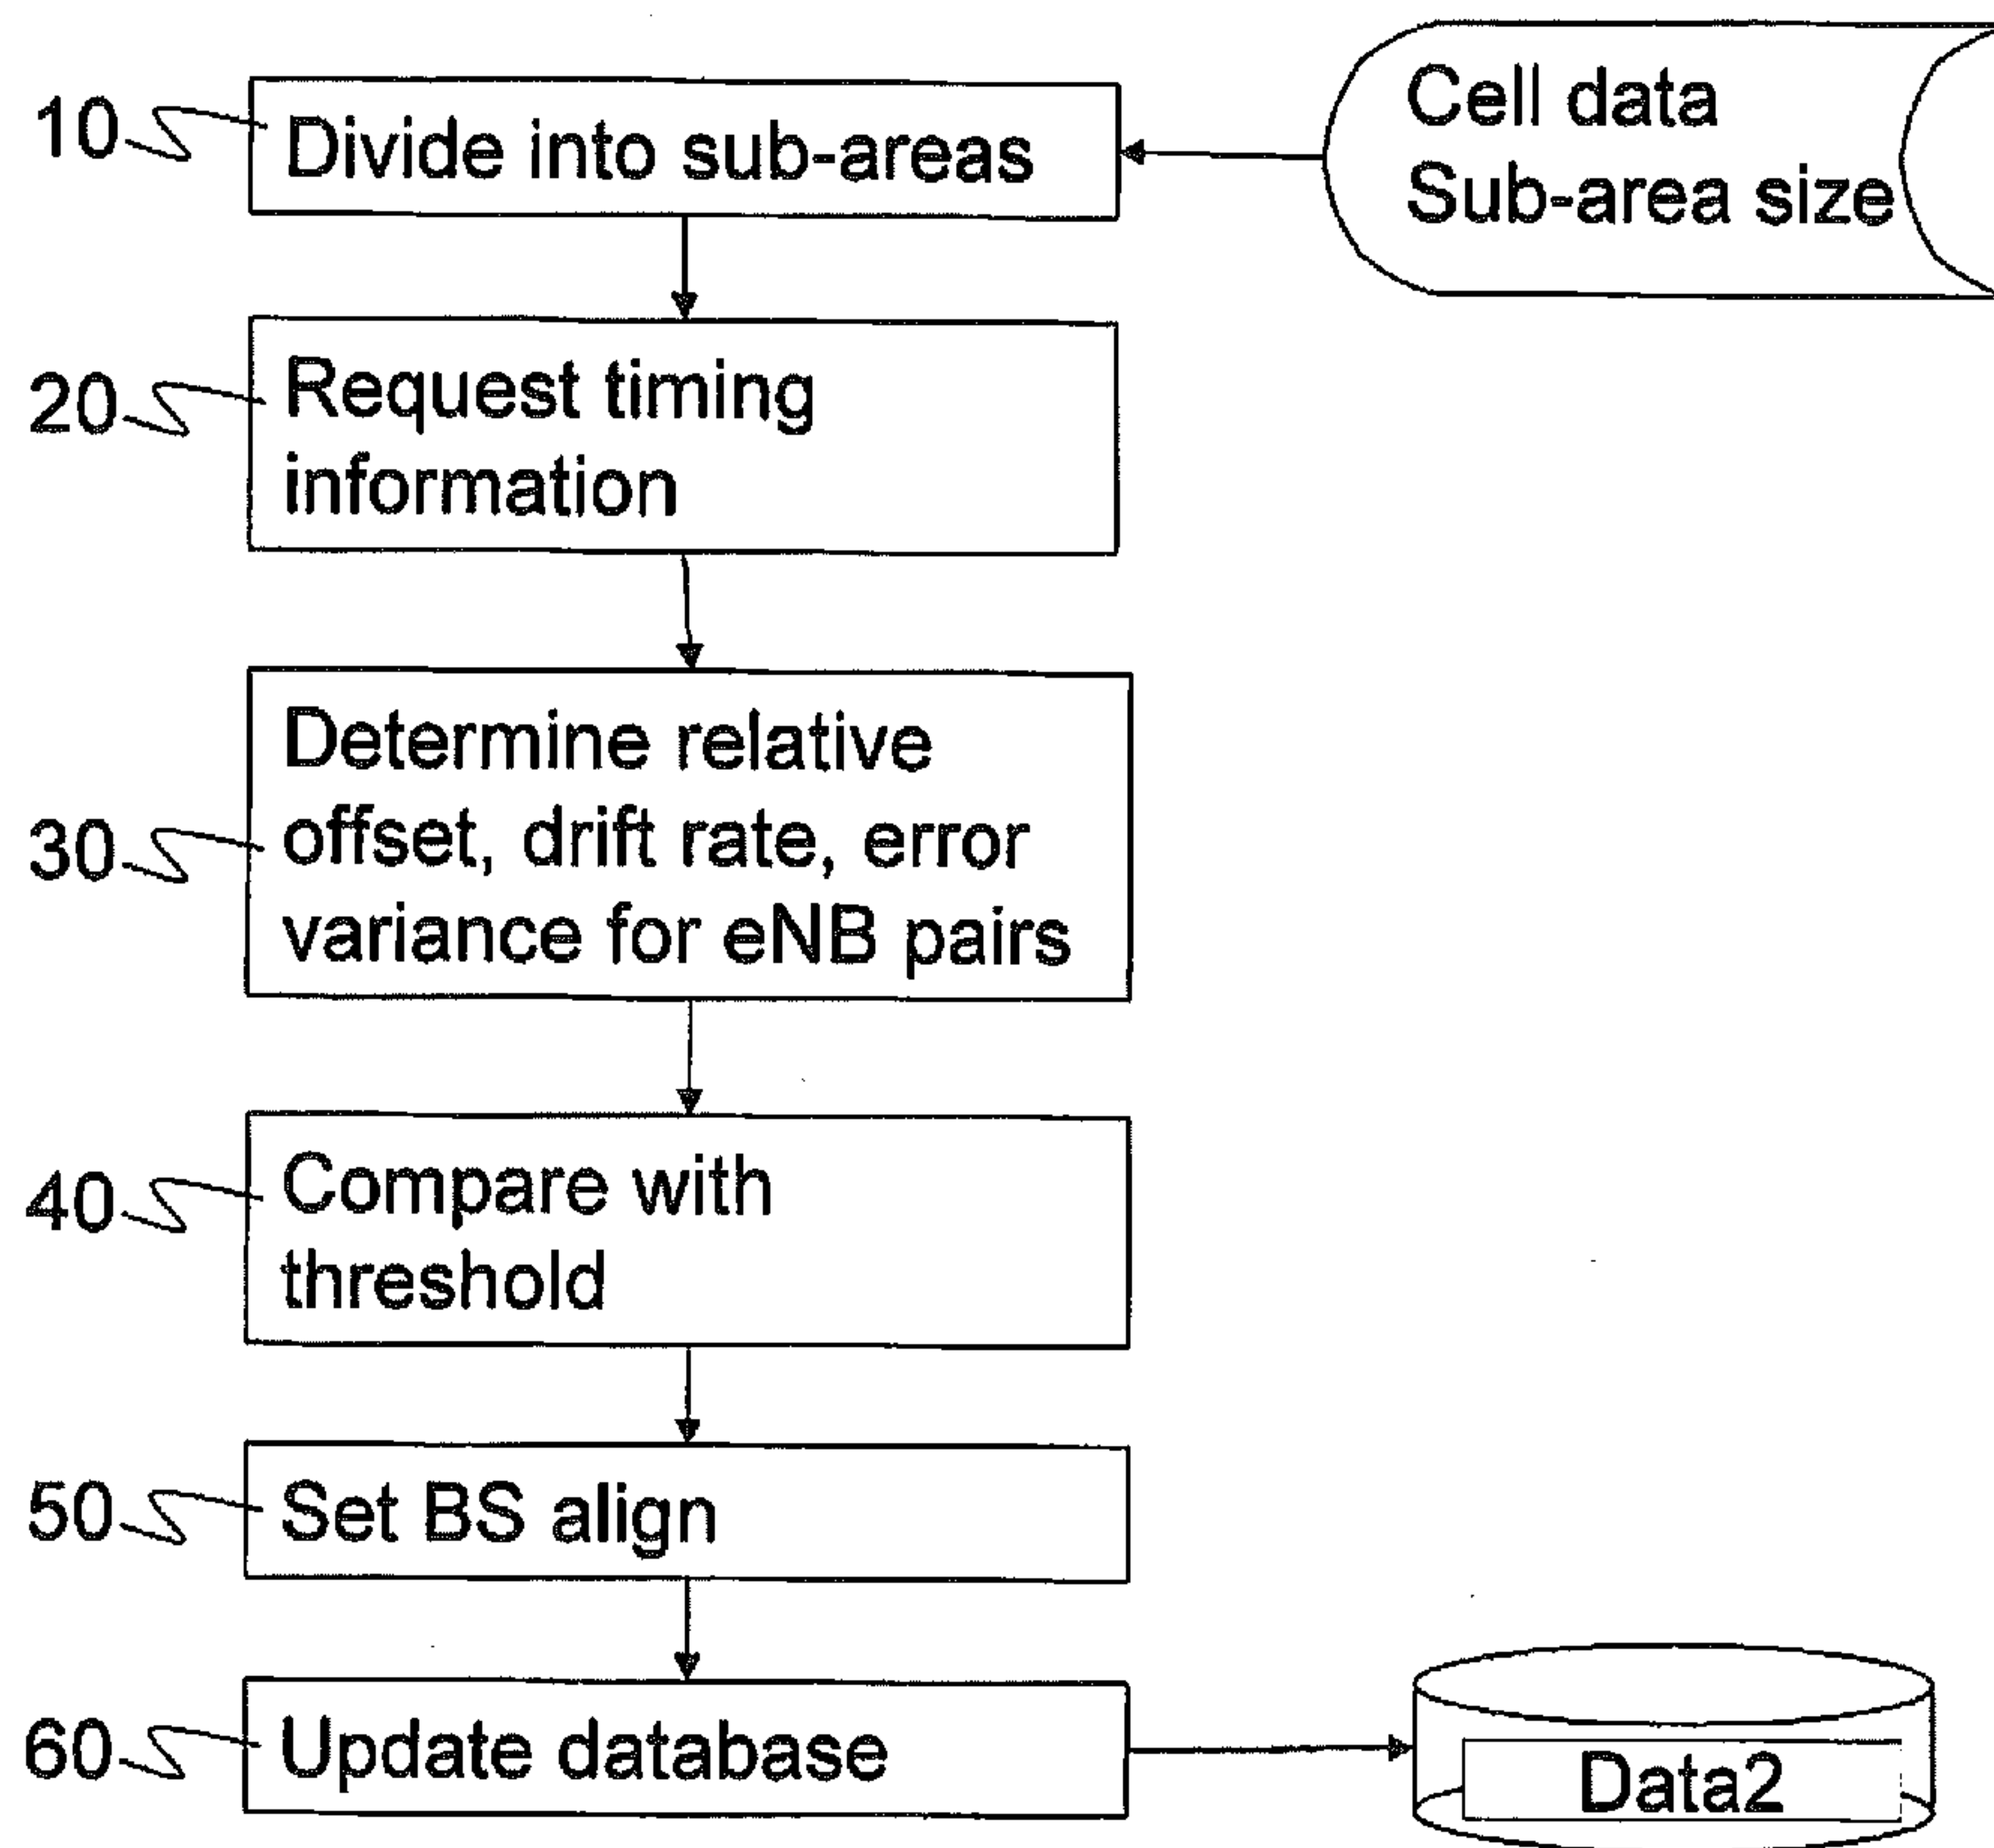 10
Divide into sub-areas
Cell data
Sub-area size
20
Request timing
information
30
Determine relative
offset, drift rate, error
variance for eNB pairs
40
Compare with
threshold
50
Set BS align
60
Update database
Data2